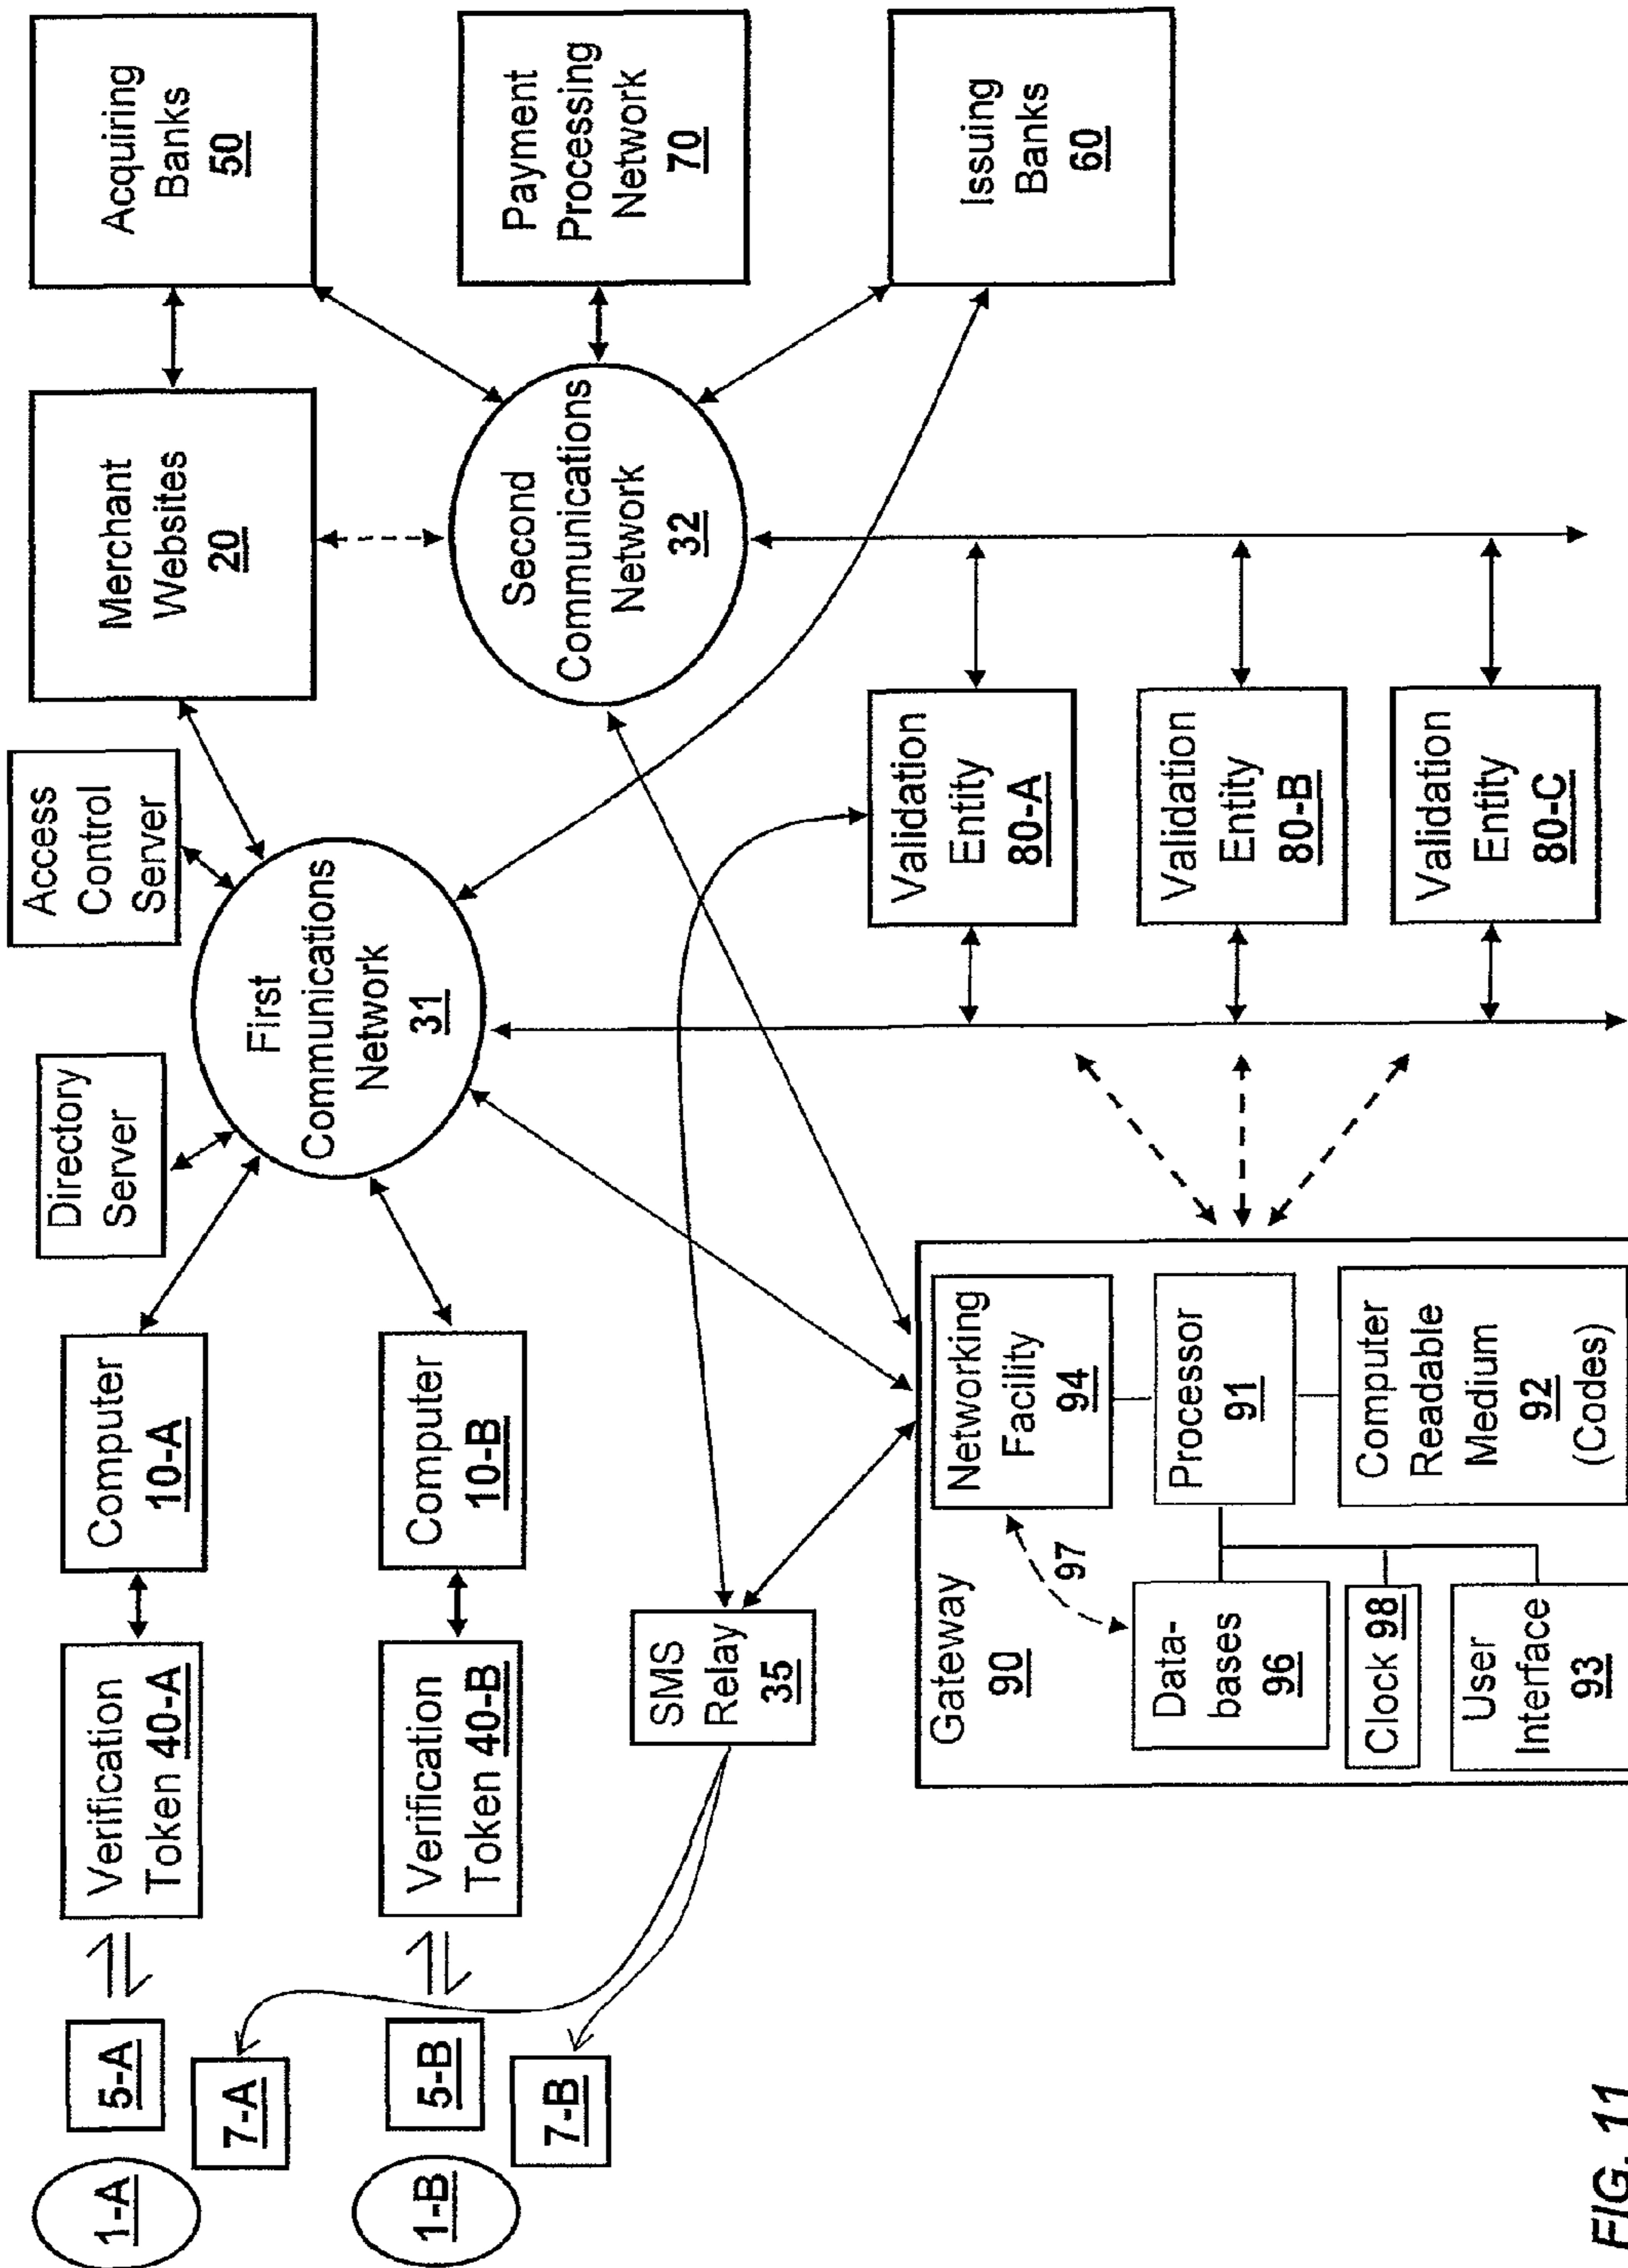 1-A
5-A
7-A
Verification
Token 40-A
Computer
10-A
Directory
Server
Access
Control
Server
Merchant
Websites
20
Acquiring
Banks
50
1-B
5-B
7-B
Verification
Token 40-B
Computer
10-B
First
Communications
Network
31
Second
Communications
Network
32
Payment
Processing
Network
70
SMS
Relay
35
Issuing
Banks
60
Gateway
90
Networking
Facility
94
97
Processor
91
Data-
bases
96
Clock 98
User
Interface
93
Computer
Readable
Medium
92
(Codes)
Validation
Entity
80-A
Validation
Entity
80-B
Validation
Entity
80-C
FIG. 11